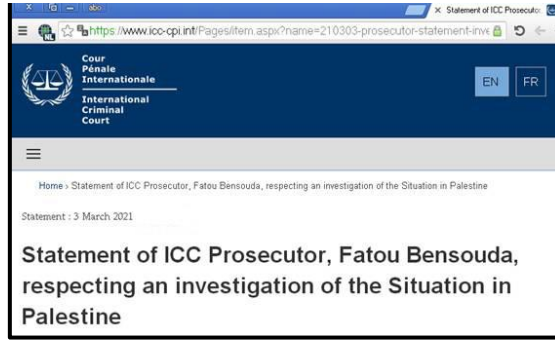 Statement of ICC Prosecutor
NL https://www.icc-cpi.int/Pages/item.aspx?name=210303-prosecutor-statement-inve
Cour
Pénale
Internationale
International
Criminal
Court
EN FR
Home › Statement of ICC Prosecutor, Fatou Bensouda, respecting an investigation of the Situation in Palestine
Statement : 3 March 2021
Statement of ICC Prosecutor, Fatou Bensouda,
respecting an investigation of the Situation in
Palestine